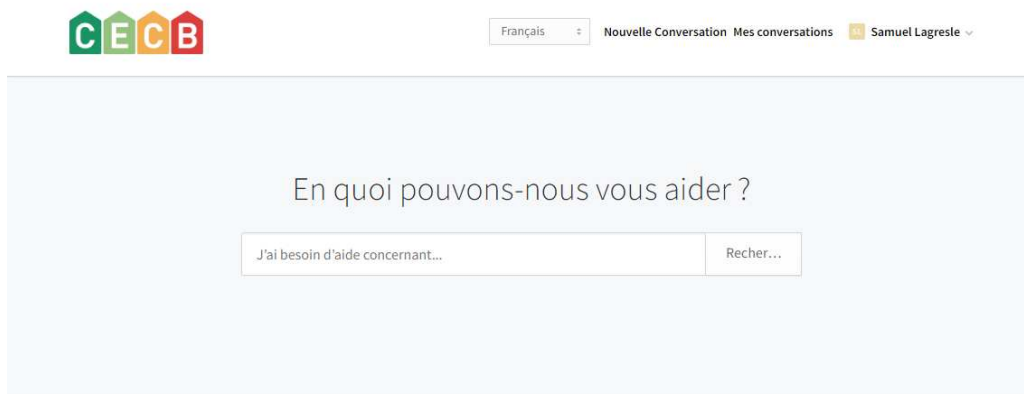 CECB
Français
Nouvelle Conversation Mes conversations
SL Samuel Lagresle
En quoi pouvons-nous vous aider ?
J'ai besoin d'aide concernant...
Recher...